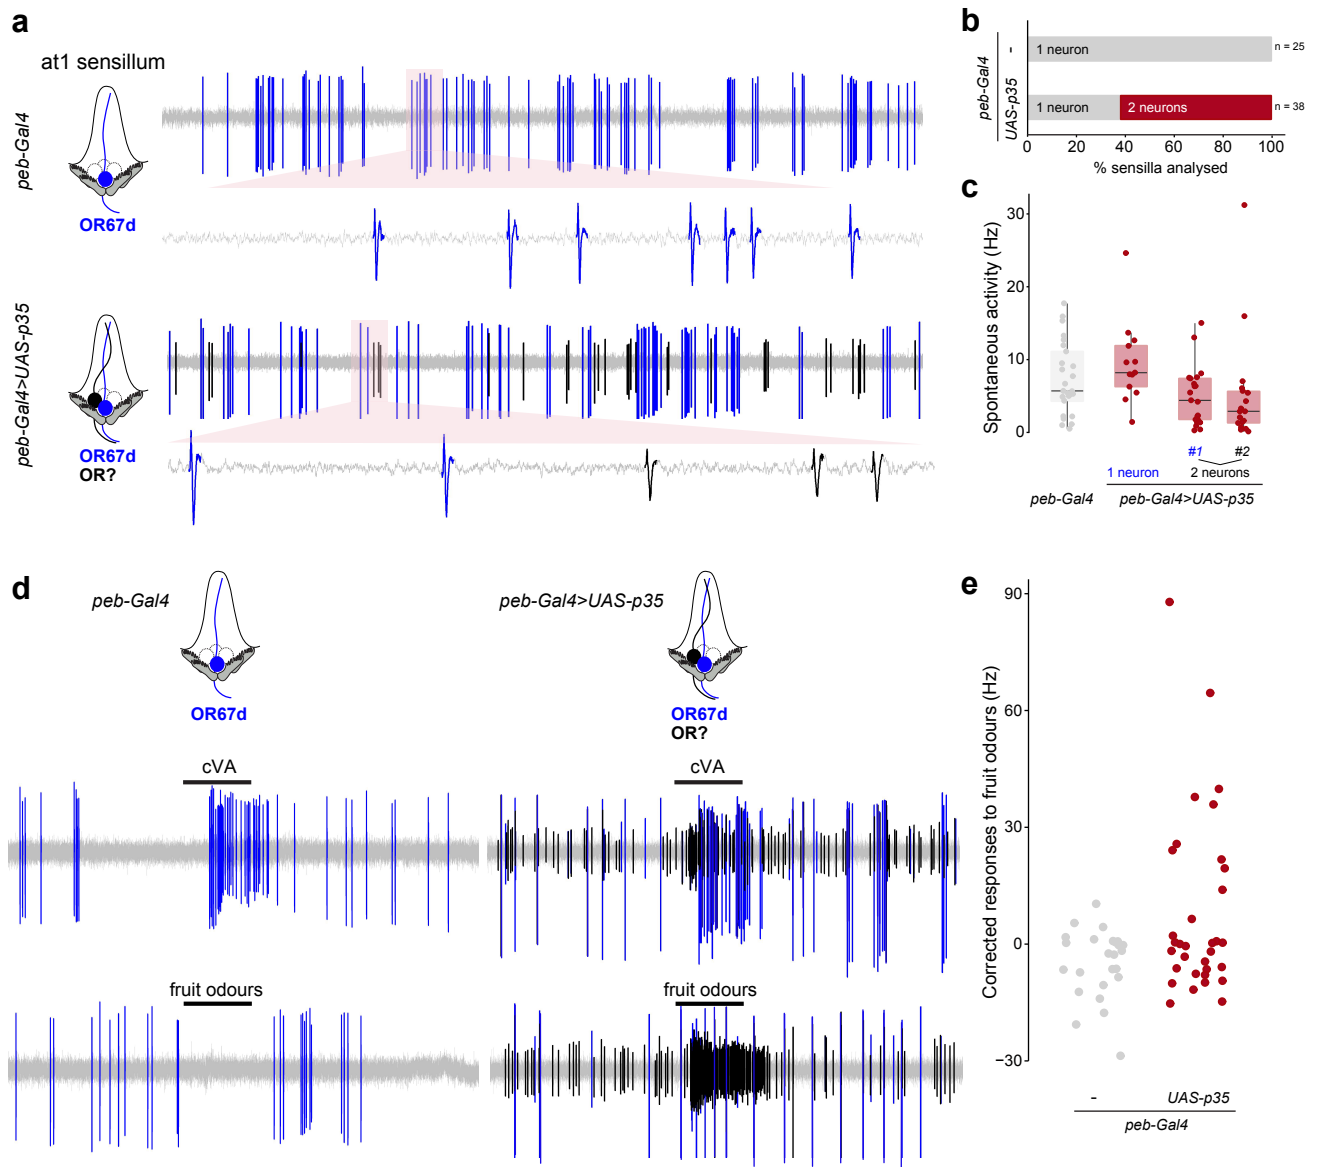 a
at1 sensillum
peb-Gal4
OR67d
peb-Gal4>UAS-p35
OR67d
OR?
b
peb-Gal4
-
UAS-p35
1 neuron
n = 25
1 neuron
2 neurons
n = 38
0
20
40
60
80
100
% sensilla analysed
c
Spontaneous activity (Hz)
30
20
10
0
#1
#2
1 neuron
2 neurons
peb-Gal4
peb-Gal4>UAS-p35
d
peb-Gal4
OR67d
peb-Gal4>UAS-p35
OR67d
OR?
cVA
cVA
fruit odours
fruit odours
e
Corrected responses to fruit odours (Hz)
90
60
30
0
−30
-
UAS-p35
peb-Gal4